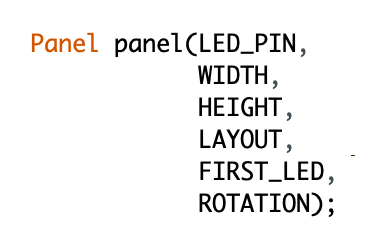 Panel panel(LED_PIN,
WIDTH,
HEIGHT,
LAYOUT,
FIRST_LED,
ROTATION);